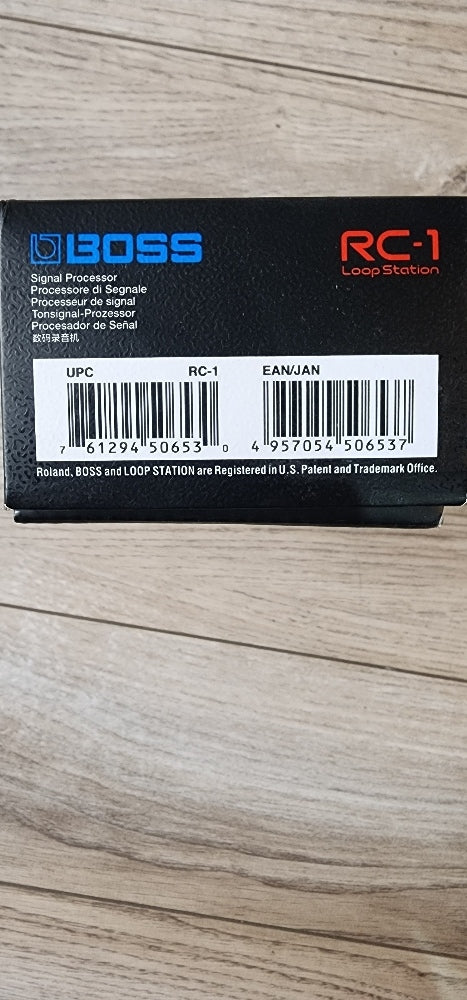 BOSS
RC-1
Loop Station
Signal Processor
Processore di Segnale
Processeur de signal
Tonsignal-Prozessor
Procesador de Señal
数码录音机
UPC RC-1
7 61294 50653 0
EAN/JAN
4 957054 506537
Roland, BOSS and LOOP STATION are Registered in U.S. Patent and Trademark Office.